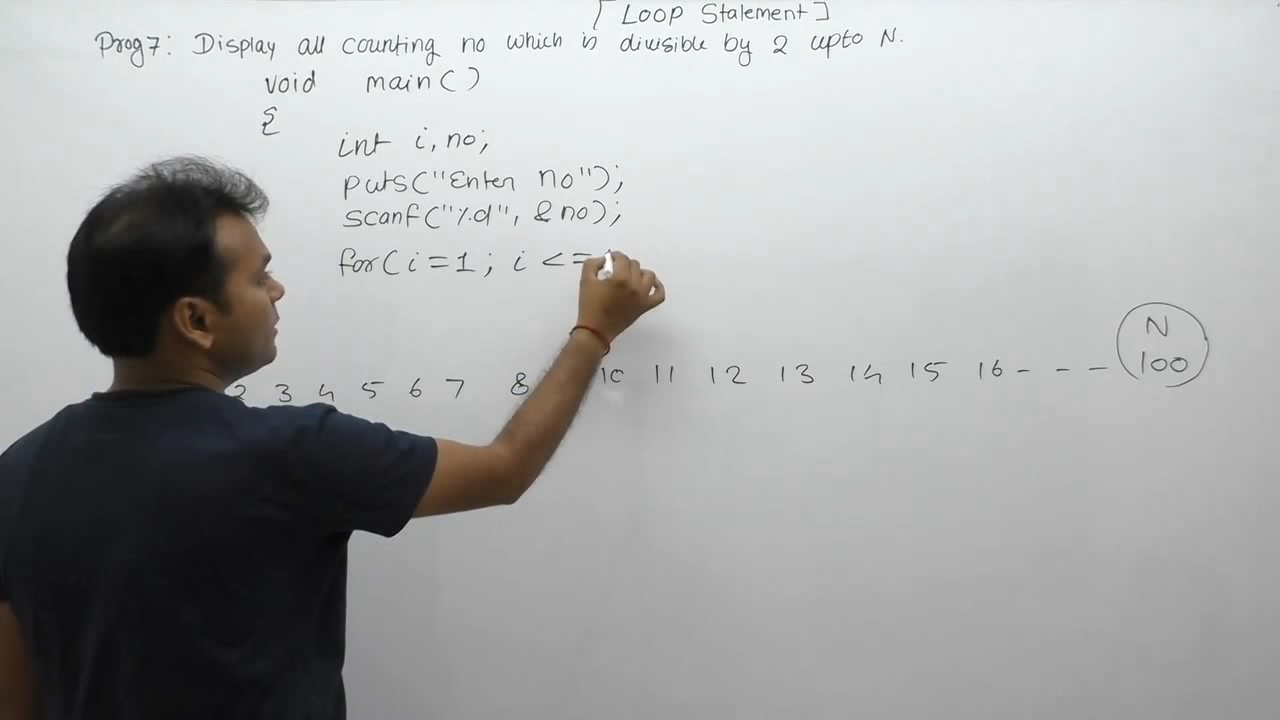 [Loop Statement]
Prog7: Display all counting no which is divisible by 2 upto N.
void main()
{
int i, no;
puts("Enter no");
scanf("%d", &no);
for(i=1; i<=
N
2 3 4 5 6 7 8 10 11 12 13 14 15 16 - - - 100